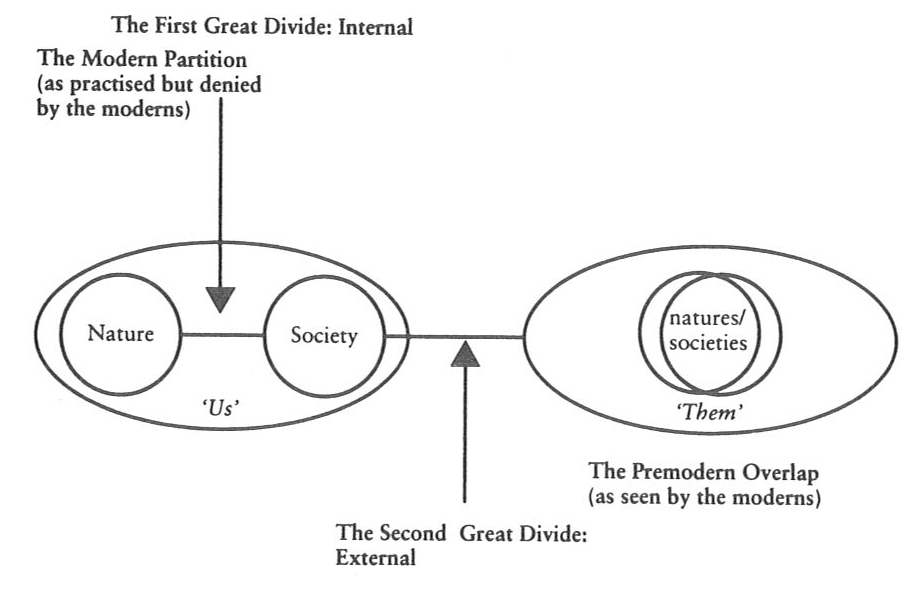 The First Great Divide: Internal
The Modern Partition
(as practised but denied
by the moderns)
Nature
Society
‘Us’
natures/
societies
‘Them’
The Premodern Overlap
(as seen by the moderns)
The Second Great Divide:
External